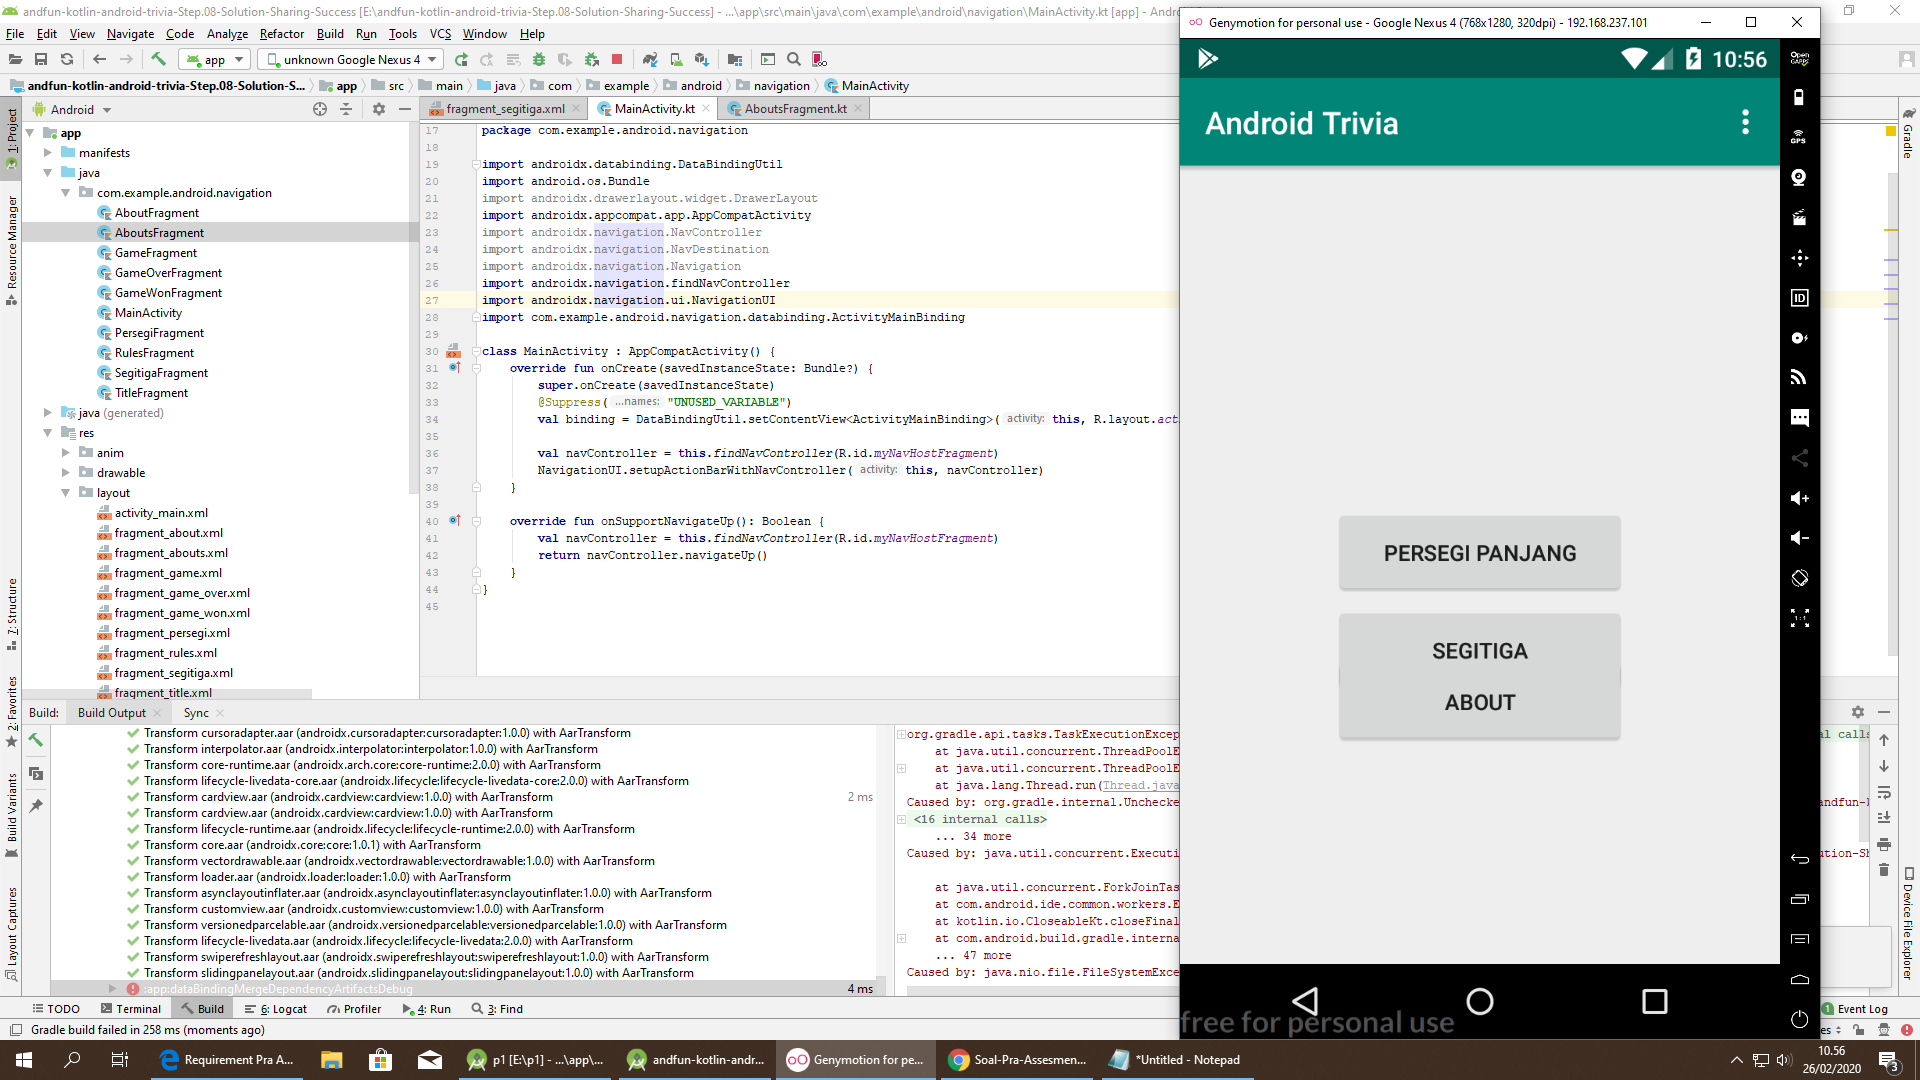 andfun-kotlin-android-trivia-Step.08-Solution-Sharing-Success [E:\andfun-kotlin-android-trivia-Step.08-Solution-Sharing-Success] - ...\app\src\main\java\com\example\android\navigation\MainActivity.kt [app] - Andr
File Edit View Navigate Code Analyze Refactor Build Run Tools VCS Window Help
app
unknown Google Nexus 4
andfun-kotlin-android-trivia-Step.08-Solution-S... app src main java com example android navigation MainActivity
Android
fragment_segitiga.xml
MainActivity.kt
AboutsFragment.kt
1: Project
Resource Manager
7: Structure
2: Favorites
Build Variants
Layout Captures
app
manifests
java
com.example.android.navigation
AboutFragment
AboutsFragment
GameFragment
GameOverFragment
GameWonFragment
MainActivity
PersegiFragment
RulesFragment
SegitigaFragment
TitleFragment
java (generated)
res
anim
drawable
layout
activity_main.xml
fragment_about.xml
fragment_abouts.xml
fragment_game.xml
fragment_game_over.xml
fragment_game_won.xml
fragment_persegi.xml
fragment_rules.xml
fragment_segitiga.xml
fragment_title.xml
17 package com.example.android.navigation
18
19 import androidx.databinding.DataBindingUtil
20 import android.os.Bundle
21 import androidx.drawerlayout.widget.DrawerLayout
22 import androidx.appcompat.app.AppCompatActivity
23 import androidx.navigation.NavController
24 import androidx.navigation.NavDestination
25 import androidx.navigation.Navigation
26 import androidx.navigation.findNavController
27 import androidx.navigation.ui.NavigationUI
28 import com.example.android.navigation.databinding.ActivityMainBinding
29
30 class MainActivity : AppCompatActivity() {
31 override fun onCreate(savedInstanceState: Bundle?) {
32 super.onCreate(savedInstanceState)
33 @Suppress( ...names: "UNUSED_VARIABLE")
34 val binding = DataBindingUtil.setContentView<ActivityMainBinding>( activity: this, R.layout.act
35
36 val navController = this.findNavController(R.id.myNavHostFragment)
37 NavigationUI.setupActionBarWithNavController( activity: this, navController)
38 }
39
40 override fun onSupportNavigateUp(): Boolean {
41 val navController = this.findNavController(R.id.myNavHostFragment)
42 return navController.navigateUp()
43 }
44 }
45
Build: Build Output Sync
Transform cursoradapter.aar (androidx.cursoradapter:cursoradapter:1.0.0) with AarTransform
Transform interpolator.aar (androidx.interpolator:interpolator:1.0.0) with AarTransform
Transform core-runtime.aar (androidx.arch.core:core-runtime:2.0.0) with AarTransform
Transform lifecycle-livedata-core.aar (androidx.lifecycle:lifecycle-livedata-core:2.0.0) with AarTransform
Transform cardview.aar (androidx.cardview:cardview:1.0.0) with AarTransform 2 ms
Transform cardview.aar (androidx.cardview:cardview:1.0.0) with AarTransform
Transform lifecycle-runtime.aar (androidx.lifecycle:lifecycle-runtime:2.0.0) with AarTransform
Transform core.aar (androidx.core:core:1.0.1) with AarTransform
Transform vectordrawable.aar (androidx.vectordrawable:vectordrawable:1.0.0) with AarTransform
Transform loader.aar (androidx.loader:loader:1.0.0) with AarTransform
Transform asynclayoutinflater.aar (androidx.asynclayoutinflater:asynclayoutinflater:1.0.0) with AarTransform
Transform customview.aar (androidx.customview:customview:1.0.0) with AarTransform
Transform versionedparcelable.aar (androidx.versionedparcelable:versionedparcelable:1.0.0) with AarTransform
Transform lifecycle-livedata.aar (androidx.lifecycle:lifecycle-livedata:2.0.0) with AarTransform
Transform swiperefreshlayout.aar (androidx.swiperefreshlayout:swiperefreshlayout:1.0.0) with AarTransform
Transform slidingpanelayout.aar (androidx.slidingpanelayout:slidingpanelayout:1.0.0) with AarTransform
:app:dataBindingMergeDependencyArtifactsDebug 4 ms
org.gradle.api.tasks.TaskExecutionExcep
at java.util.concurrent.ThreadPoolE
at java.util.concurrent.ThreadPoolE
at java.lang.Thread.run(Thread.java
Caused by: org.gradle.internal.Unchecke
<16 internal calls>
... 34 more
Caused by: java.util.concurrent.Executi
at java.util.concurrent.ForkJoinTas
at com.android.ide.common.workers.E
at kotlin.io.CloseableKt.closeFinal
at com.android.build.gradle.interna
... 47 more
Caused by: java.nio.file.FileSystemExce
al calls
andfun-k
ution-Sh
Gradle
Device File Explorer
Genymotion for personal use - Google Nexus 4 (768x1280, 320dpi) - 192.168.237.101
10:56
Android Trivia
PERSEGI PANJANG
SEGITIGA
ABOUT
free for personal use
Open GAPPS
GPS
ID
1:1
TODO Terminal Build 6: Logcat Profiler 4: Run 3: Find
1 Event Log
Gradle build failed in 258 ms (moments ago)
es
Requirement Pra A...
p1 [E:\p1] - ...\app\...
andfun-kotlin-andr...
Genymotion for pe...
Soal-Pra-Assesmen...
*Untitled - Notepad
10.56
26/02/2020
3